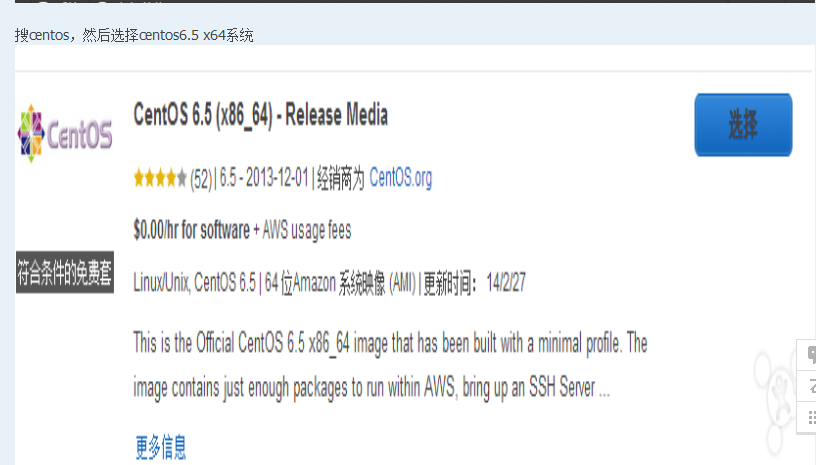 搜centos，然后选择centos6.5 x64系统
CentOS 6.5 (x86_64) - Release Media
选择
CentOS
(52) | 6.5 - 2013-12-01 | 经销商为 CentOS.org
$0.00/hr for software + AWS usage fees
符合条件的免费套
Linux/Unix, CentOS 6.5 | 64 位Amazon 系统映像 (AMI) | 更新时间： 14/2/27
This is the Official CentOS 6.5 x86_64 image that has been built with a minimal profile. The
image contains just enough packages to run within AWS, bring up an SSH Server ...
更多信息